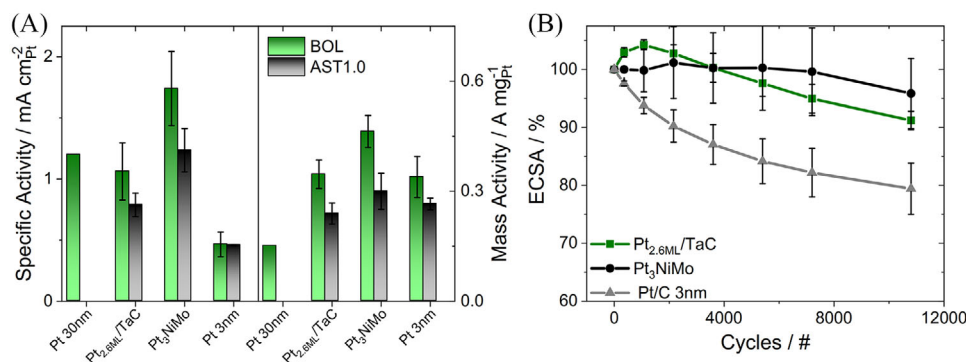 (A)
BOL
AST1.0
Specific Activity / mA cm⁻²Pt
2
1
0
Mass Activity / A mg⁻¹Pt
0.6
0.3
0.0
Pt 30nm
Pt2.6ML/TaC
Pt3NiMo
Pt 3nm
Pt 30nm
Pt2.6ML/TaC
Pt3NiMo
Pt 3nm
(B)
ECSA / %
100
90
80
70
60
Pt2.6ML/TaC
Pt3NiMo
Pt/C 3nm
0
4000
8000
12000
Cycles / #